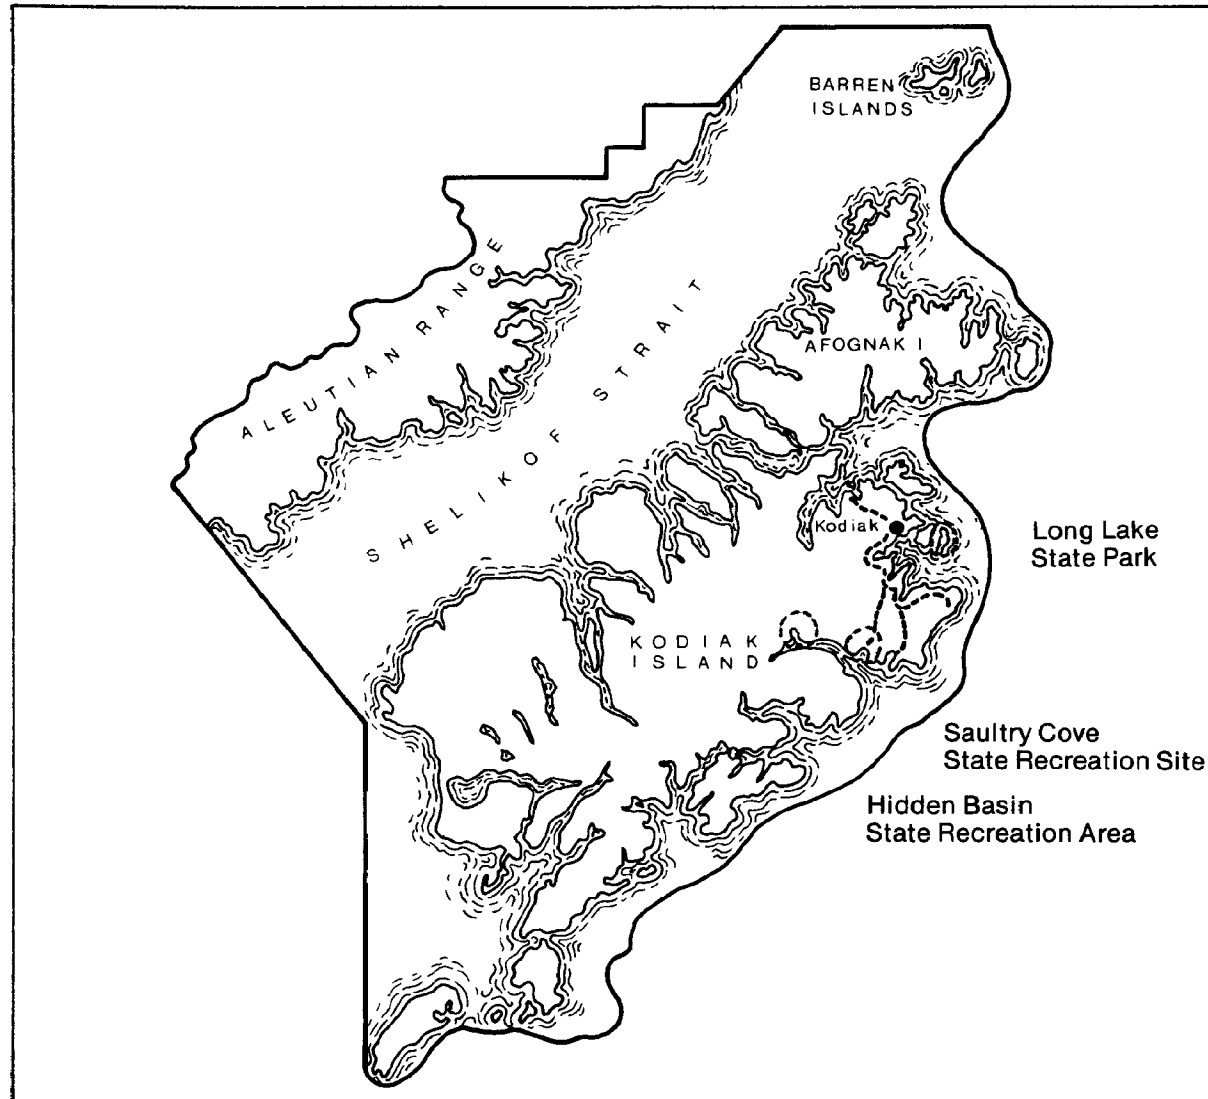 BARREN
ISLANDS
ALEUTIAN RANGE
SHELIKOF STRAIT
AFOGNAK I
Kodiak
Long Lake
State Park
KODIAK
ISLAND
Saultry Cove
State Recreation Site
Hidden Basin
State Recreation Area